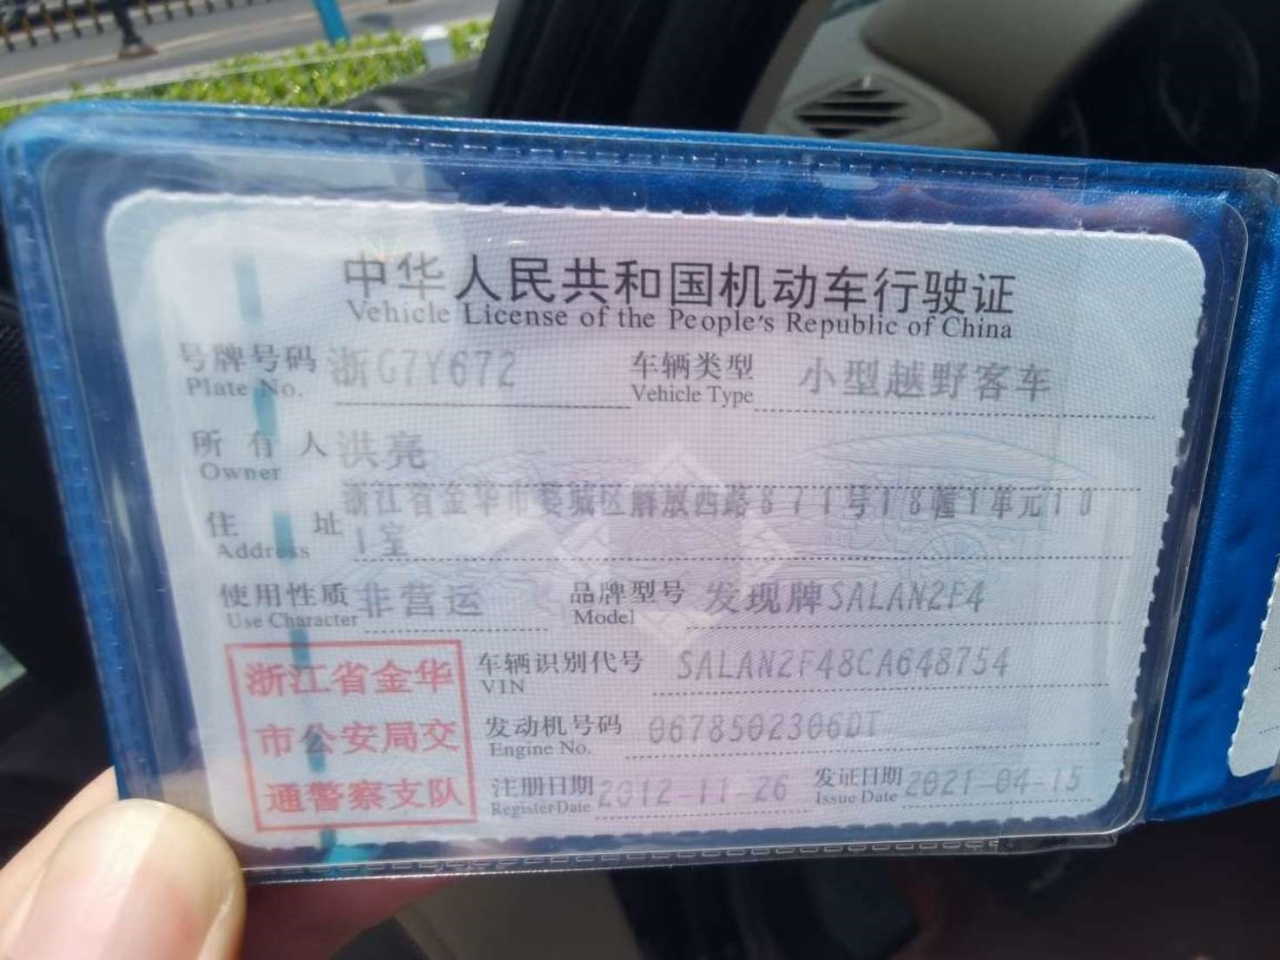 中华人民共和国机动车行驶证
Vehicle License of the People's Republic of China
号牌号码 浙G7Y672 车辆类型 小型越野客车
Plate No. Vehicle Type
所有人 洪亮
Owner
住址 浙江省金华市婺城区解放西路871号18幢1单元10
Address 1室
使用性质 非营运 品牌型号 发现牌SALAN2F4
Use Character Model
浙江省金华
市公安局交
通警察支队
车辆识别代号 SALAN2F48CA648754
VIN
发动机号码 0678502306DT
Engine No.
注册日期 2012-11-26 发证日期 2021-04-15
Register Date Issue Date